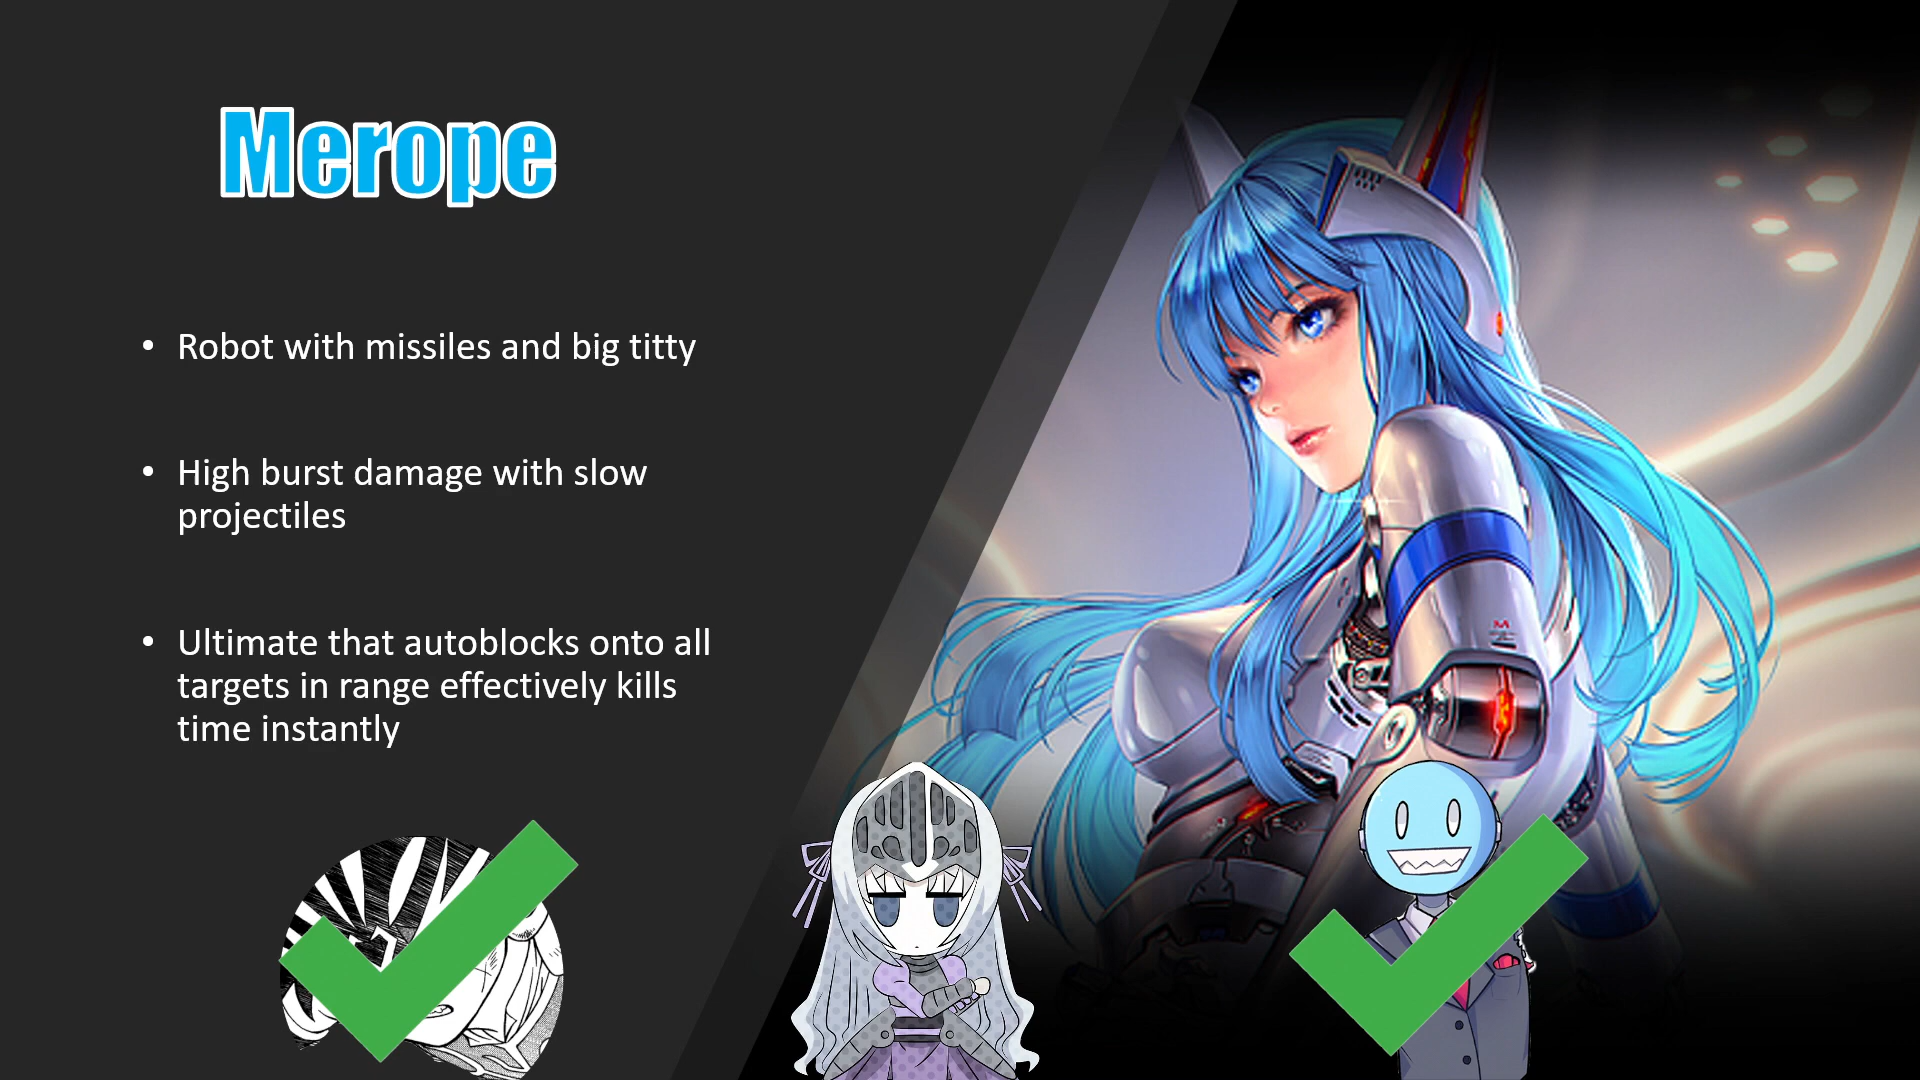 Merope
• Robot with missiles and big titty
• High burst damage with slow
projectiles
• Ultimate that autoblocks onto all
targets in range effectively kills
time instantly
M